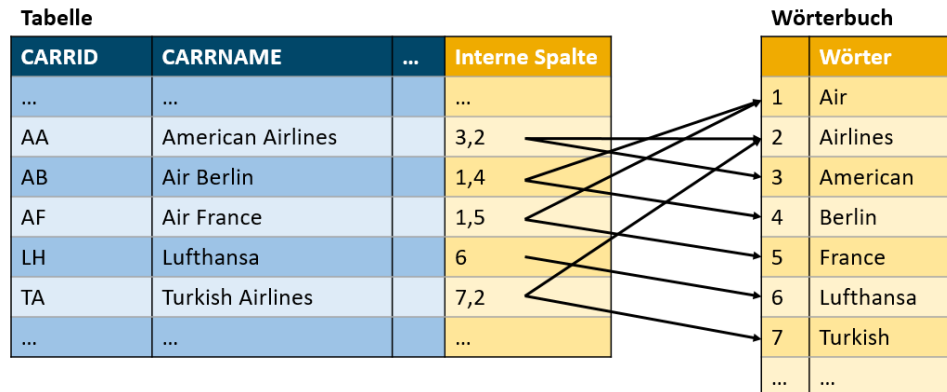 Tabelle
CARRID CARRNAME ... Interne Spalte
... ... ...
AA American Airlines 3,2
AB Air Berlin 1,4
AF Air France 1,5
LH Lufthansa 6
TA Turkish Airlines 7,2
... ... ...
Wörterbuch
Wörter
1 Air
2 Airlines
3 American
4 Berlin
5 France
6 Lufthansa
7 Turkish
... ...